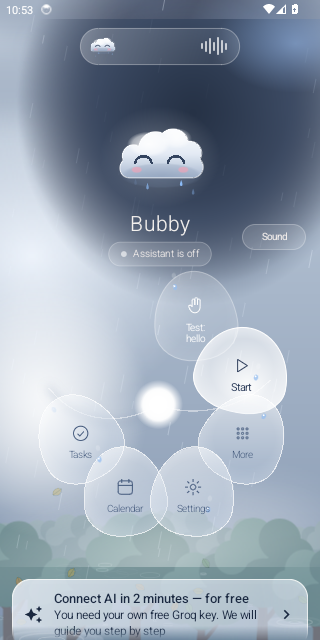 10:53
Bubby
Sound
Assistant is off
Test:
hello
Start
Tasks
More
Calendar
Settings
Connect AI in 2 minutes — for free
You need your own free Groq key. We will
guide you step by step